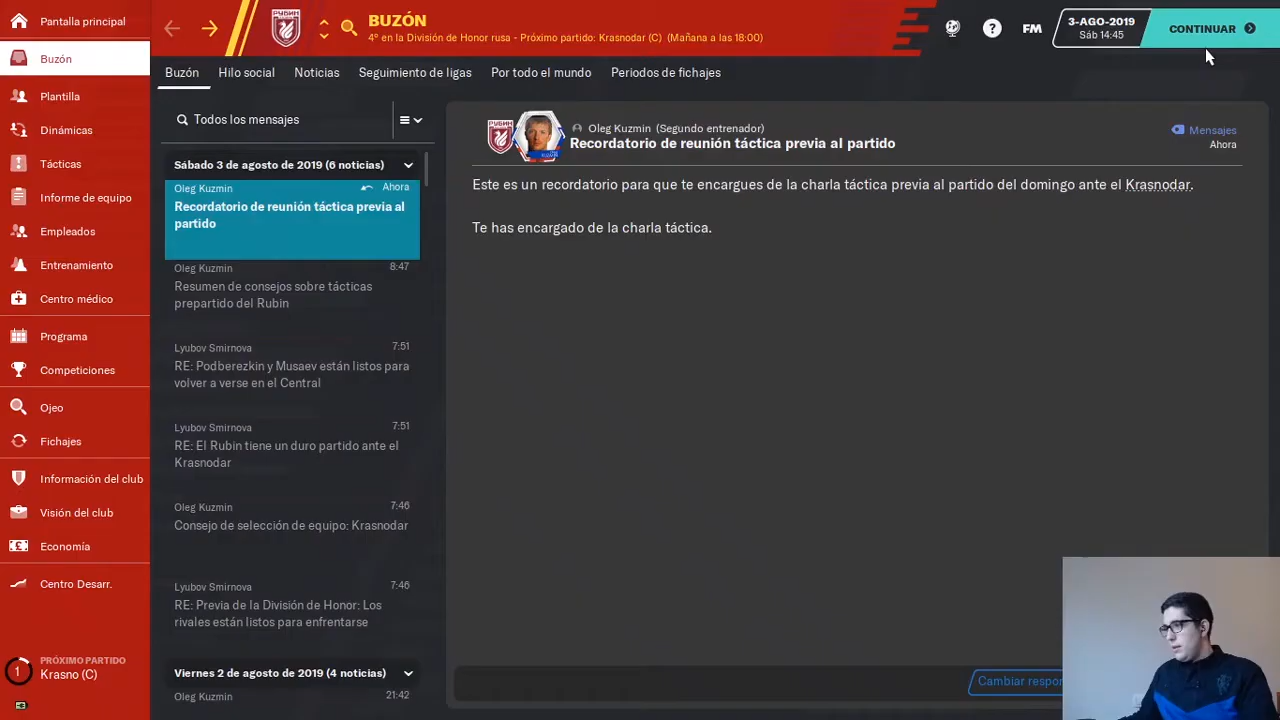 Pantalla principal
Buzón
Plantilla
Dinámicas
Tácticas
Informe de equipo
Empleados
Entrenamiento
Centro médico
Programa
Competiciones
Ojeo
Fichajes
Información del club
Visión del club
Economía
Centro Desarr.
1
PRÓXIMO PARTIDO
Krasno (C)
РУБИН
BUZÓN
4º en la División de Honor rusa - Próximo partido: Krasnodar (C) (Mañana a las 18:00)
?
FM
3-AGO-2019
Sáb 14:45
CONTINUAR
Buzón
Hilo social
Noticias
Seguimiento de ligas
Por todo el mundo
Periodos de fichajes
Todos los mensajes
Sábado 3 de agosto de 2019 (6 noticias)
Oleg Kuzmin
Ahora
Recordatorio de reunión táctica previa al
partido
Oleg Kuzmin
8:47
Resumen de consejos sobre tácticas
prepartido del Rubin
Lyubov Smirnova
7:51
RE: Podberezkin y Musaev están listos para
volver a verse en el Central
Lyubov Smirnova
7:51
RE: El Rubin tiene un duro partido ante el
Krasnodar
Oleg Kuzmin
7:46
Consejo de selección de equipo: Krasnodar
Lyubov Smirnova
7:46
RE: Previa de la División de Honor: Los
rivales están listos para enfrentarse
Viernes 2 de agosto de 2019 (4 noticias)
Oleg Kuzmin
21:42
РУБИН
Oleg Kuzmin (Segundo entrenador)
Recordatorio de reunión táctica previa al partido
Mensajes
Ahora
Este es un recordatorio para que te encargues de la charla táctica previa al partido del domingo ante el Krasnodar.
Te has encargado de la charla táctica.
Cambiar respon